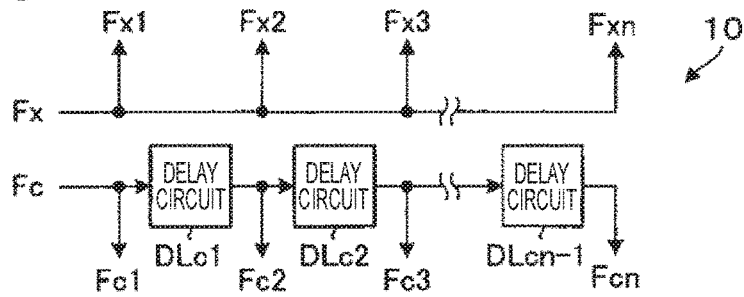 Fx1 Fx2 Fx3 Fxn 10
Fx
Fc DELAY CIRCUIT DELAY CIRCUIT DELAY CIRCUIT
DLc1 DLc2 DLcn-1
Fc1 Fc2 Fc3 Fcn